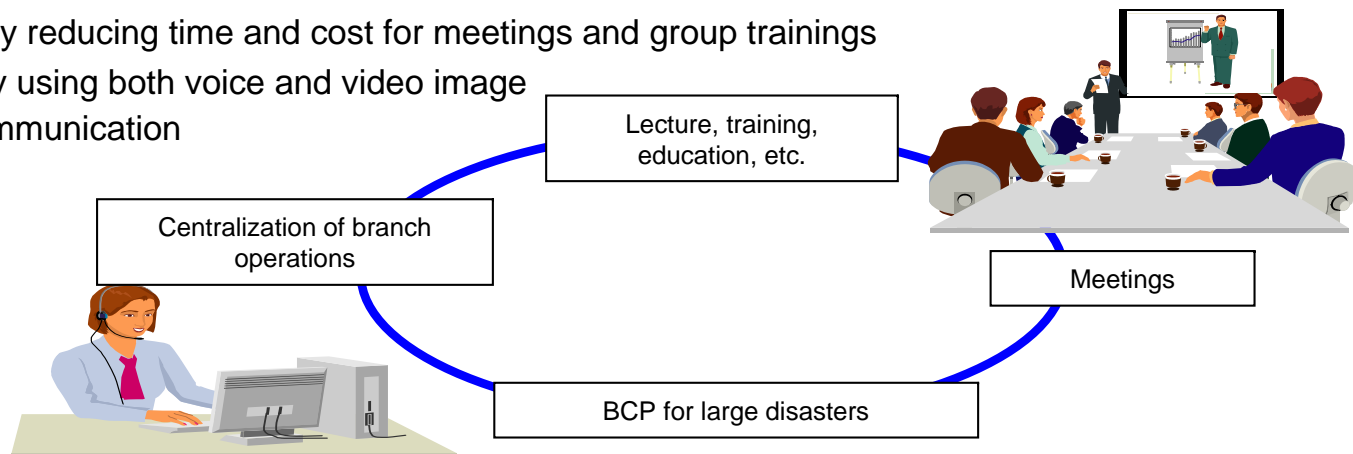 y reducing time and cost for meetings and group trainings
y using both voice and video image
mmunication
Lecture, training,
education, etc.
Centralization of branch
operations
Meetings
BCP for large disasters